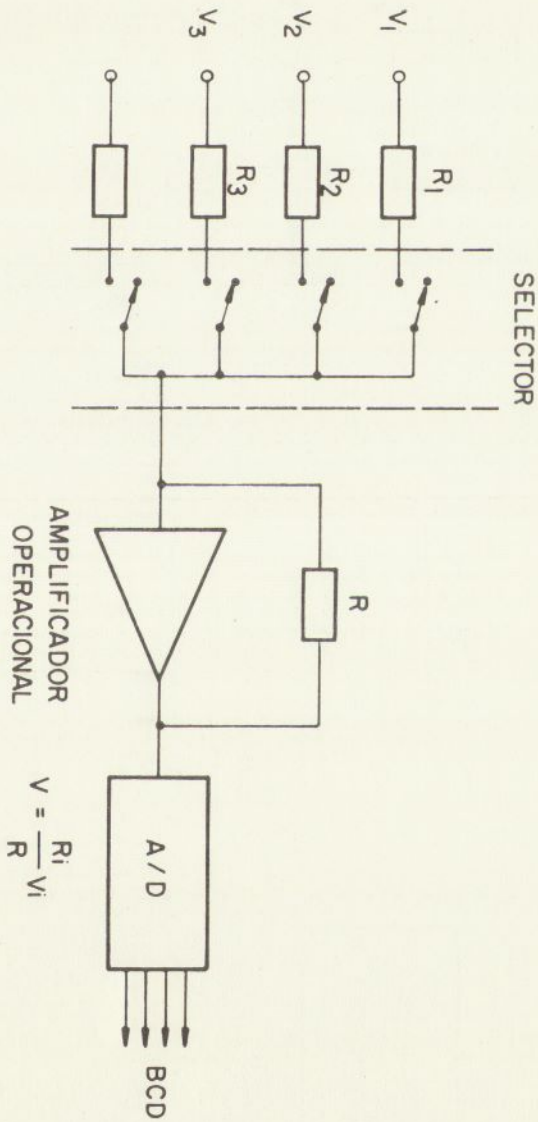 SELECTOR
V1
R1
V2
R2
V3
R3
R
AMPLIFICADOR
OPERACIONAL
A/D
BCD
V = Ri/R Vi